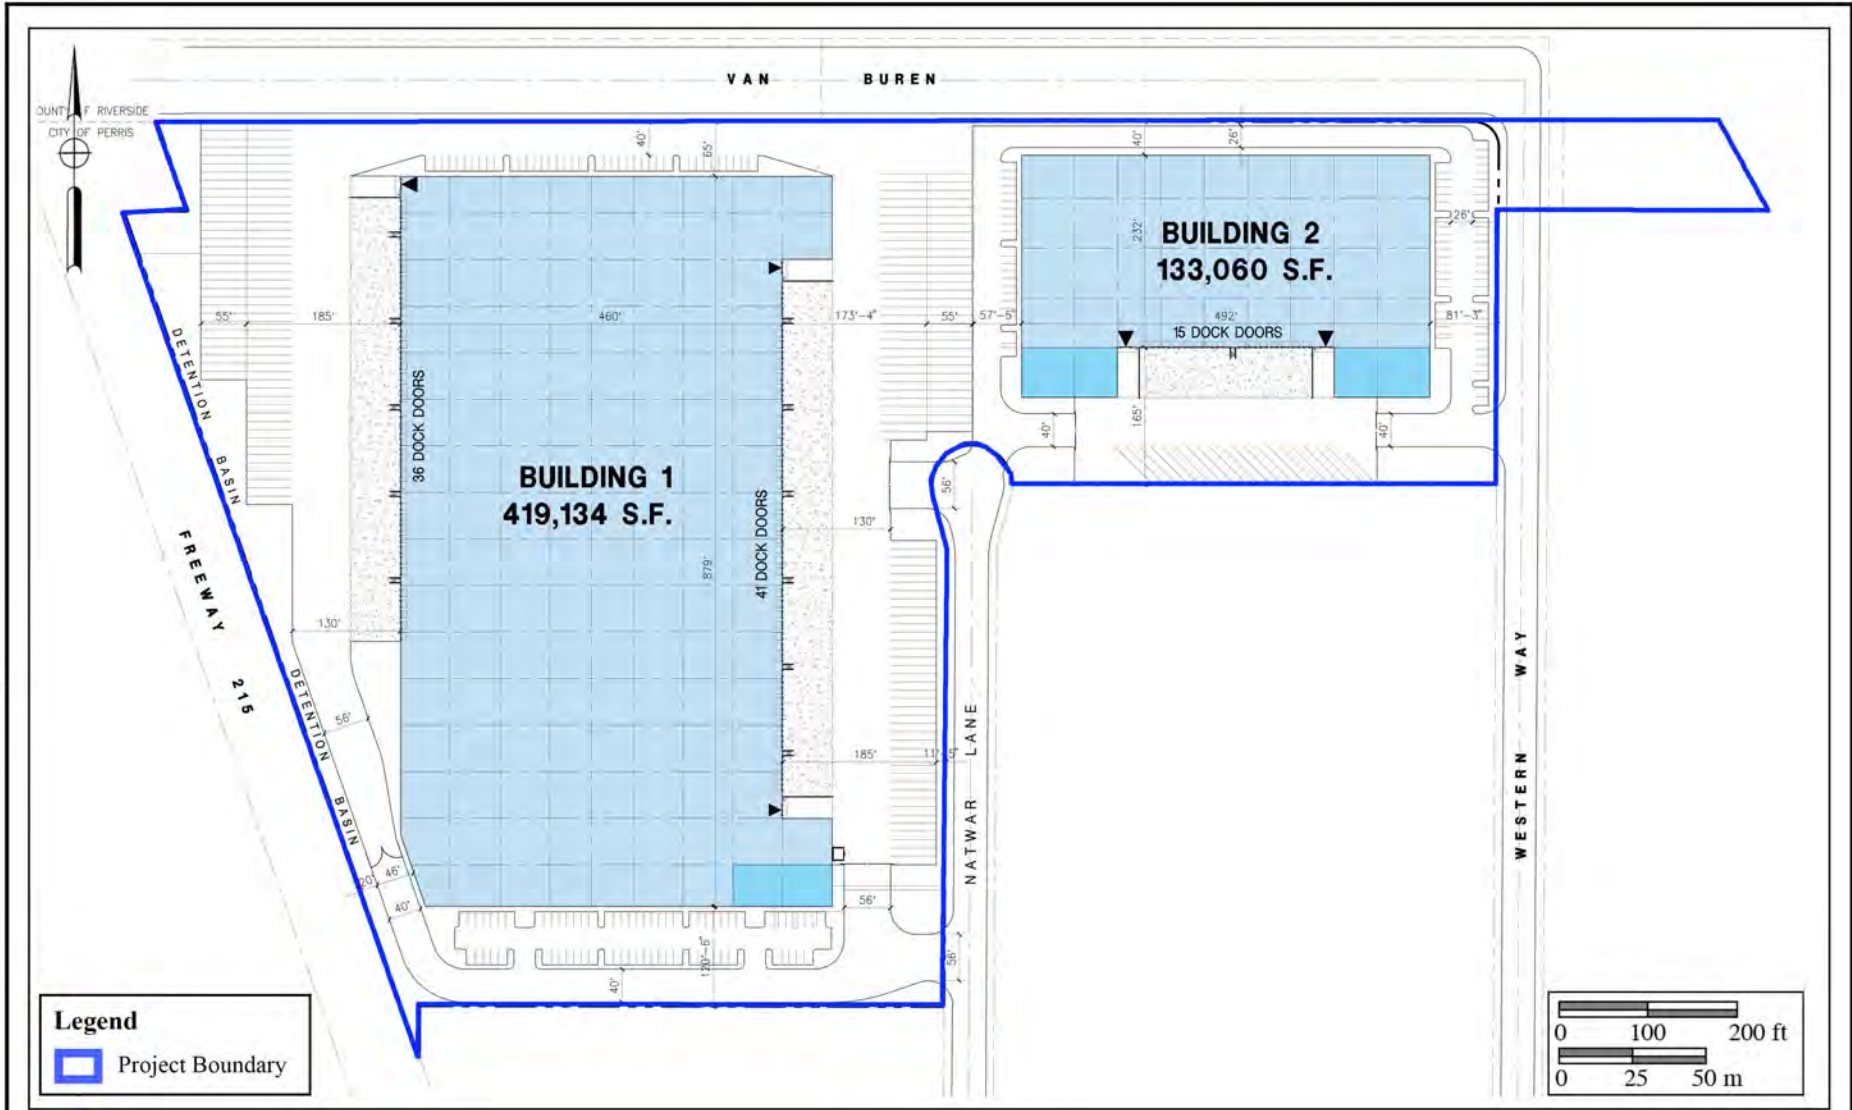 VAN BUREN
OUNTY OF RIVERSIDE
CITY OF PERRIS
40'
65'
40'
26'
26'
232'
BUILDING 2
133,060 S.F.
55'
185'
460'
173'-4"
55'
57'-5"
492'
81'-3"
15 DOCK DOORS
DETENTION BASIN
36 DOCK DOORS
165'
40'
40'
BUILDING 1
419,134 S.F.
41 DOCK DOORS
56'
130'
879'
FREEWAY 215
130'
DETENTION BASIN
56'
185'
NATWAR LANE
WESTERN WAY
20'
46'
40'
56'
56'
120'-6"
40'
Legend
Project Boundary
0 100 200 ft
0 25 50 m